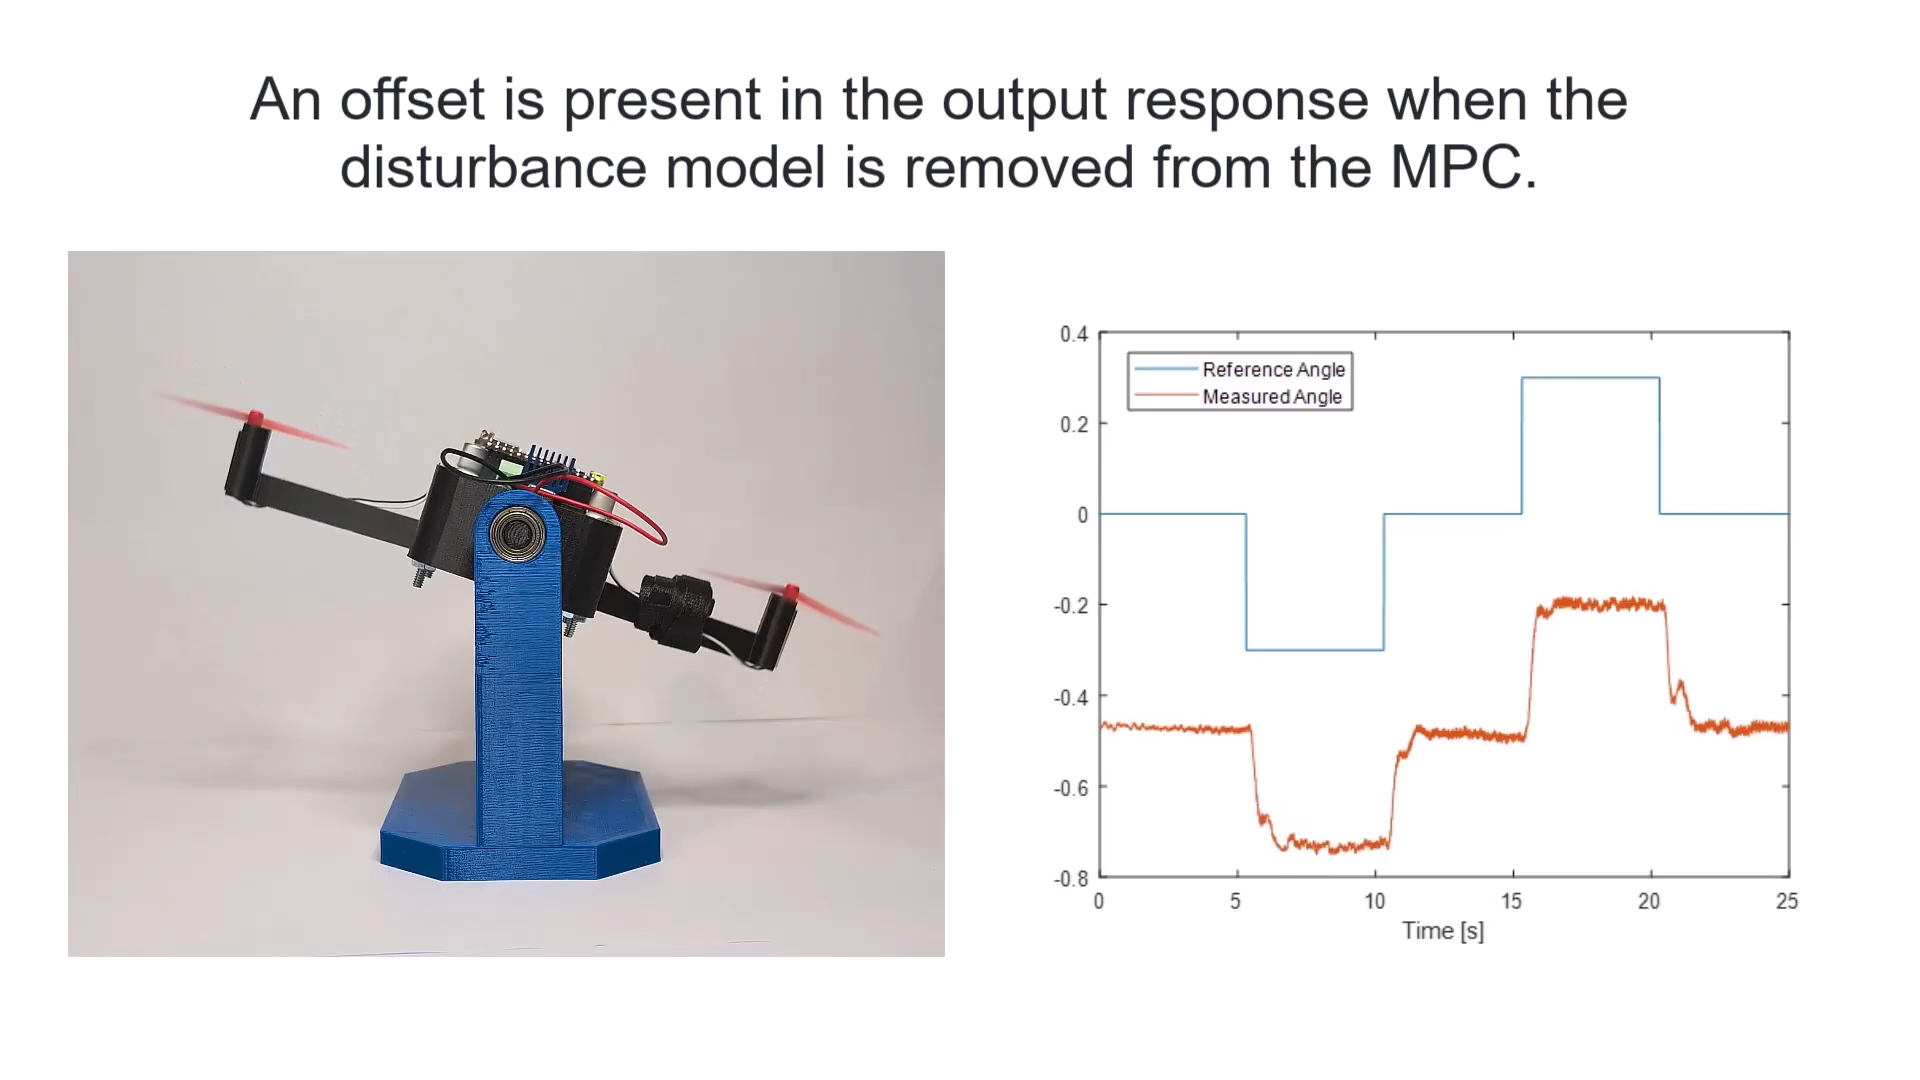 An offset is present in the output response when the
disturbance model is removed from the MPC.
Reference Angle
Measured Angle
0.4
0.2
0
-0.2
-0.4
-0.6
-0.8
0 5 10 15 20 25
Time [s]